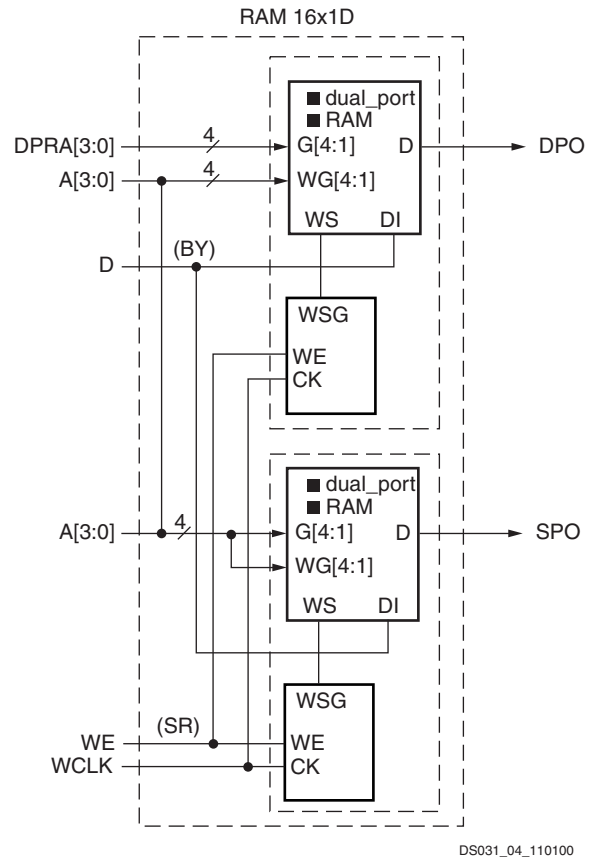 RAM 16x1D
dual_port
RAM
DPRA[3:0] 4 G[4:1] D DPO
A[3:0] 4 WG[4:1]
WS DI
D (BY)
WSG
WE
CK
dual_port
RAM
A[3:0] 4 G[4:1] D SPO
WG[4:1]
WS DI
WSG
WE (SR) WE
WCLK CK
DS031_04_110100